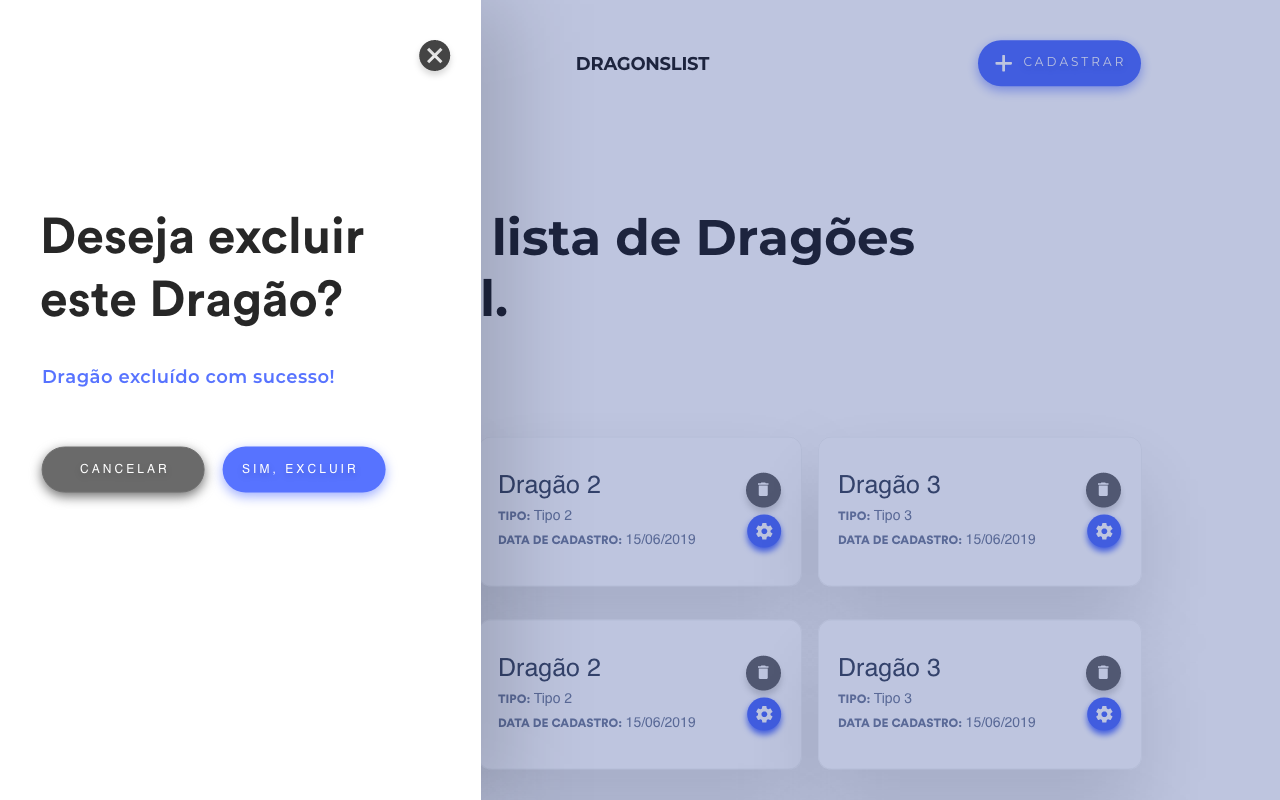 DRAGONSLIST
CADASTRAR
Deseja excluir
este Dragão?
Dragão excluído com sucesso!
CANCELAR
SIM, EXCLUIR
lista de Dragões
l.
Dragão 2
TIPO: Tipo 2
DATA DE CADASTRO: 15/06/2019
Dragão 3
TIPO: Tipo 3
DATA DE CADASTRO: 15/06/2019
Dragão 2
TIPO: Tipo 2
DATA DE CADASTRO: 15/06/2019
Dragão 3
TIPO: Tipo 3
DATA DE CADASTRO: 15/06/2019